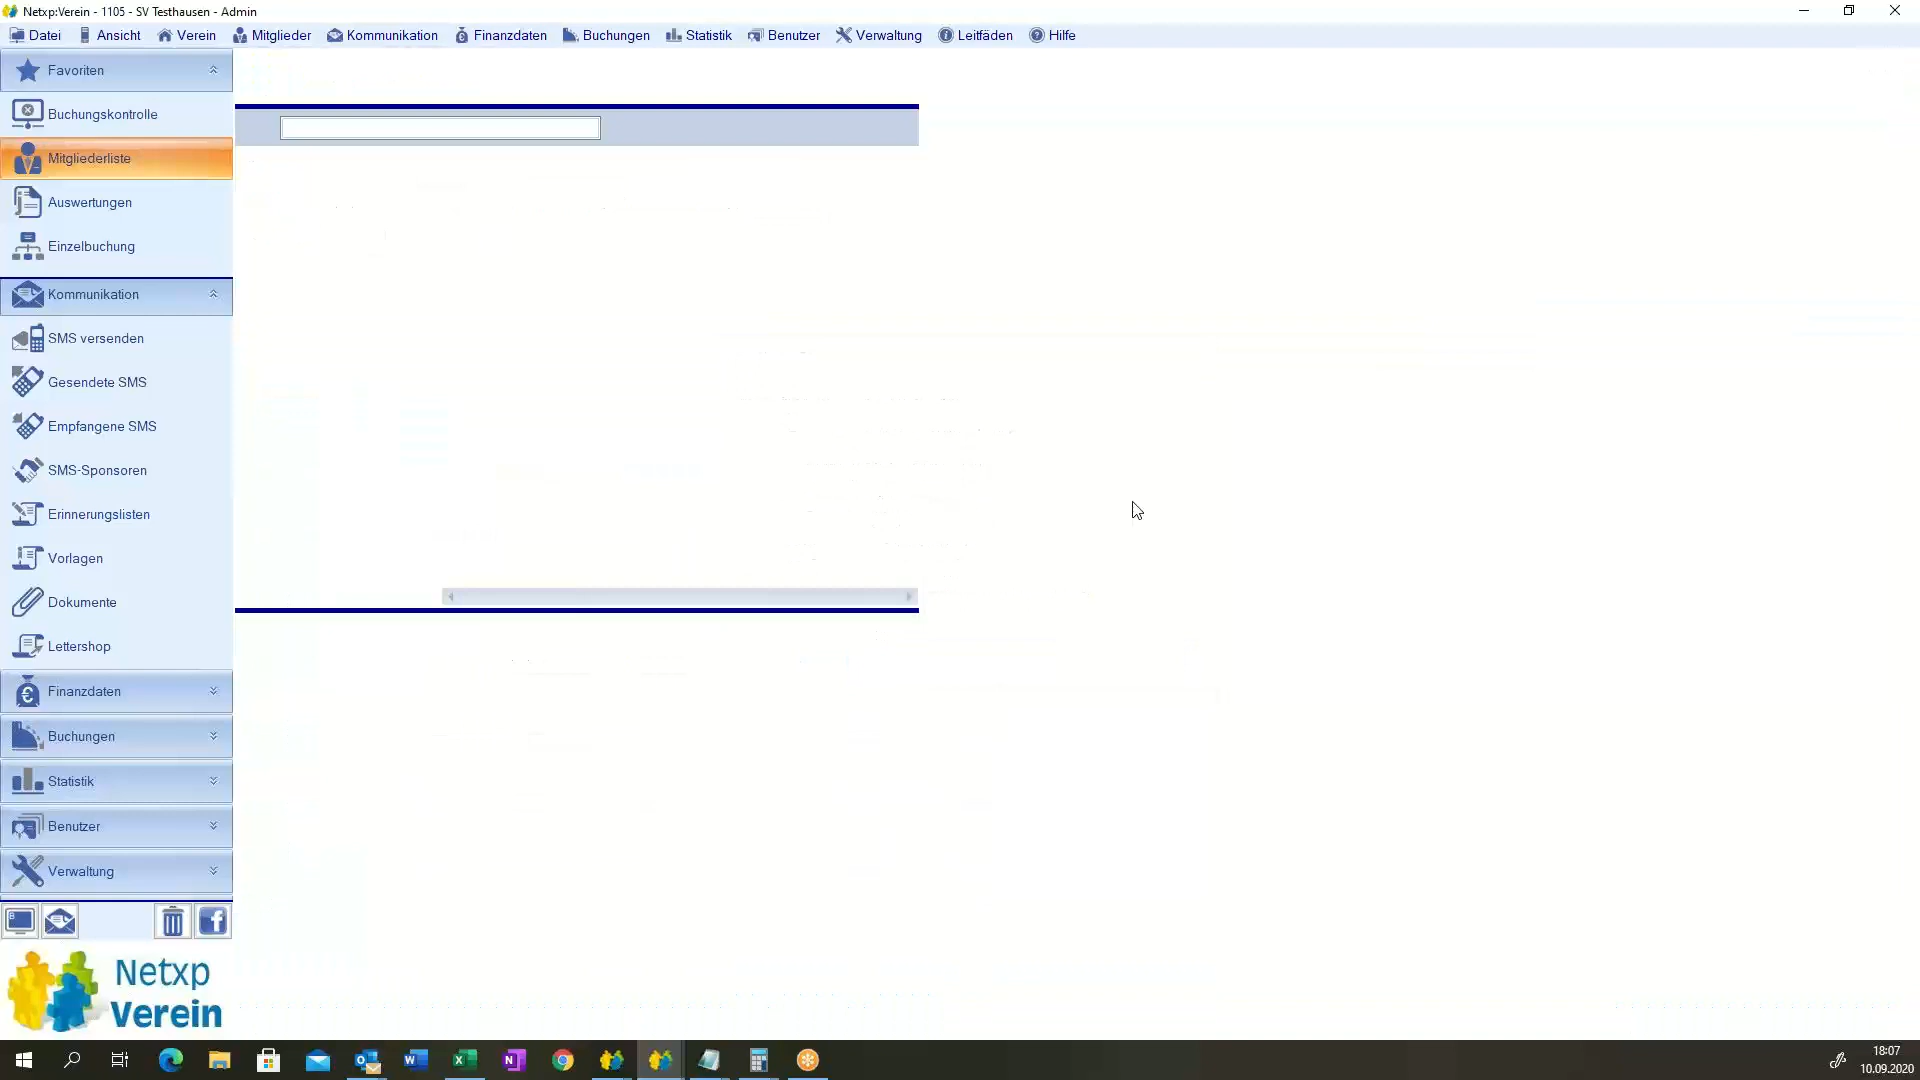 Netxp:Verein - 1105 - SV Testhausen - Admin
Datei Ansicht Verein Mitglieder Kommunikation Finanzdaten Buchungen Statistik Benutzer Verwaltung Leitfäden Hilfe
Favoriten
Buchungskontrolle
Mitgliederliste
Auswertungen
Einzelbuchung
Kommunikation
SMS versenden
Gesendete SMS
Empfangene SMS
SMS-Sponsoren
Erinnerungslisten
Vorlagen
Dokumente
Lettershop
Finanzdaten
Buchungen
Statistik
Benutzer
Verwaltung
Netxp
Verein
18:07
10.09.2020